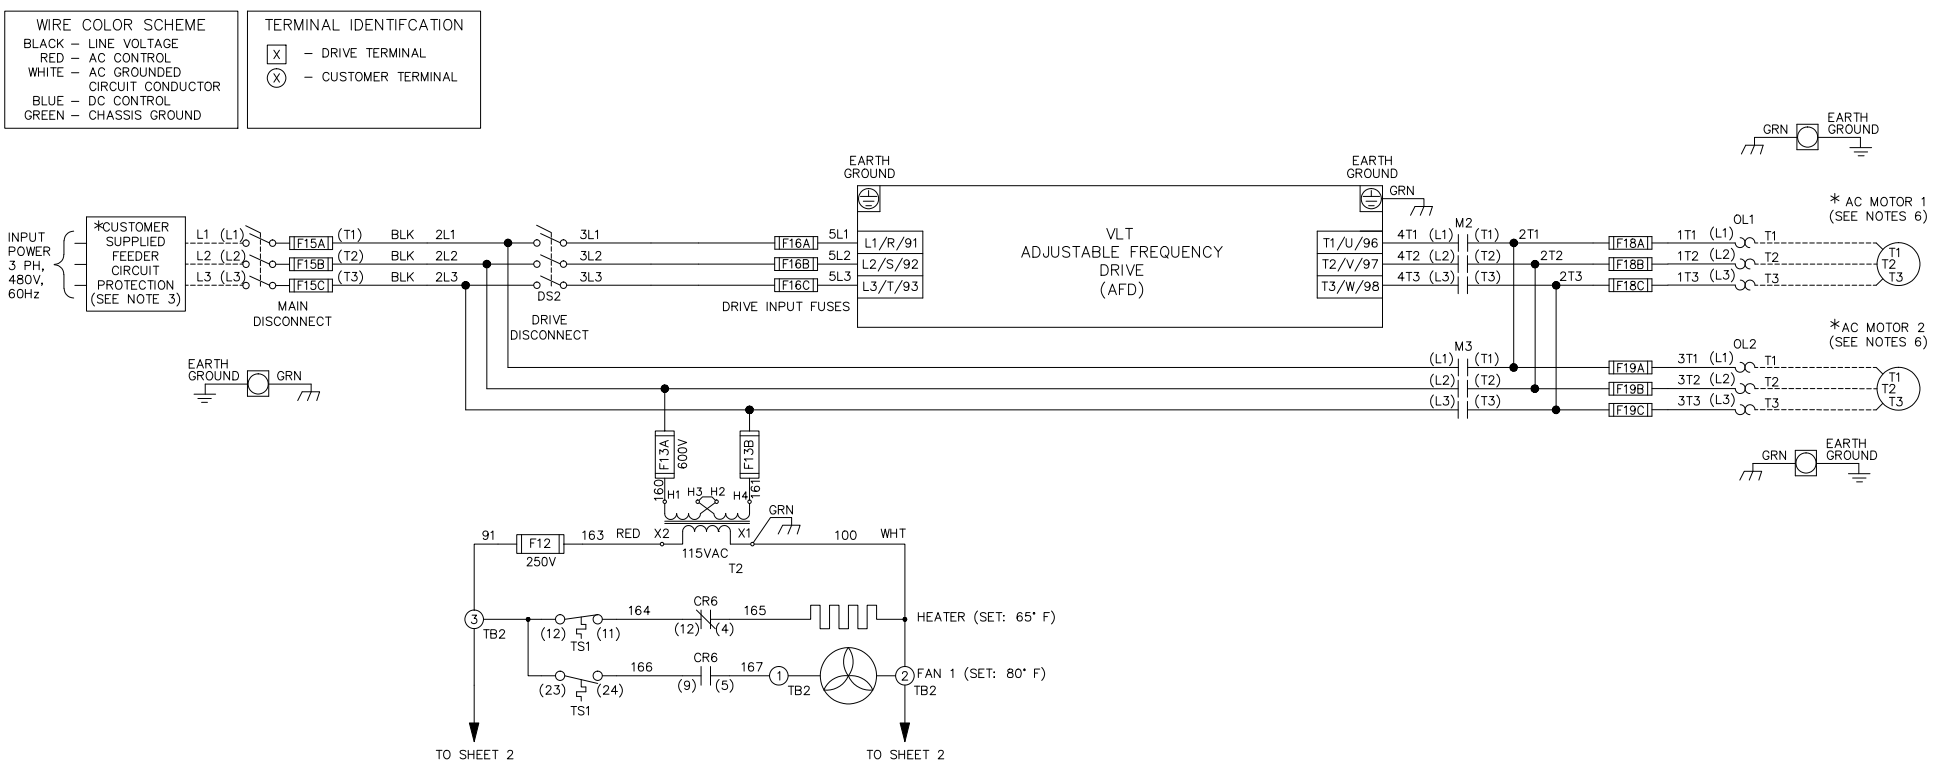 WIRE COLOR SCHEME
BLACK – LINE VOLTAGE
RED – AC CONTROL
WHITE – AC GROUNDED
CIRCUIT CONDUCTOR
BLUE – DC CONTROL
GREEN – CHASSIS GROUND
TERMINAL IDENTIFCATION
X – DRIVE TERMINAL
X – CUSTOMER TERMINAL
INPUT
POWER
3 PH,
480V,
60Hz
*CUSTOMER
SUPPLIED
FEEDER
CIRCUIT
PROTECTION
(SEE NOTE 3)
L1 (L1) F15A (T1) BLK 2L1 3L1 F16A 5L1 L1/R/91
L2 (L2) F15B (T2) BLK 2L2 3L2 F16B 5L2 L2/S/92
L3 (L3) F15C (T3) BLK 2L3 3L3 F16C 5L3 L3/T/93
MAIN
DISCONNECT
DS2
DRIVE
DISCONNECT
DRIVE INPUT FUSES
EARTH
GROUND
VLT
ADJUSTABLE FREQUENCY
DRIVE
(AFD)
EARTH
GROUND
GRN
M2
T1/U/96 4T1 (L1) (T1) 2T1 F18A 1T1 (L1) T1
T2/V/97 4T2 (L2) (T2) 2T2 F18B 1T2 (L2) T2
T3/W/98 4T3 (L3) (T3) 2T3 F18C 1T3 (L3) T3
OL1
GRN
EARTH
GROUND
* AC MOTOR 1
(SEE NOTES 6)
T1
T2
T3
EARTH
GROUND
GRN
M3
(L1) (T1) F19A 3T1 (L1) T1
(L2) (T2) F19B 3T2 (L2) T2
(L3) (T3) F19C 3T3 (L3) T3
OL2
*AC MOTOR 2
(SEE NOTES 6)
T1
T2
T3
GRN
EARTH
GROUND
F13A
600V
F13B
160
161
H1 H3 H2 H4
GRN
91 F12 163 RED X2 X1 100 WHT
250V
115VAC
T2
3
TB2
(12) (11)
TS1
164
CR6
(12) (4)
165
HEATER (SET: 65° F)
(23) (24)
TS1
166
CR6
(9) (5)
167
1
TB2
2
TB2
FAN 1 (SET: 80° F)
TO SHEET 2
TO SHEET 2